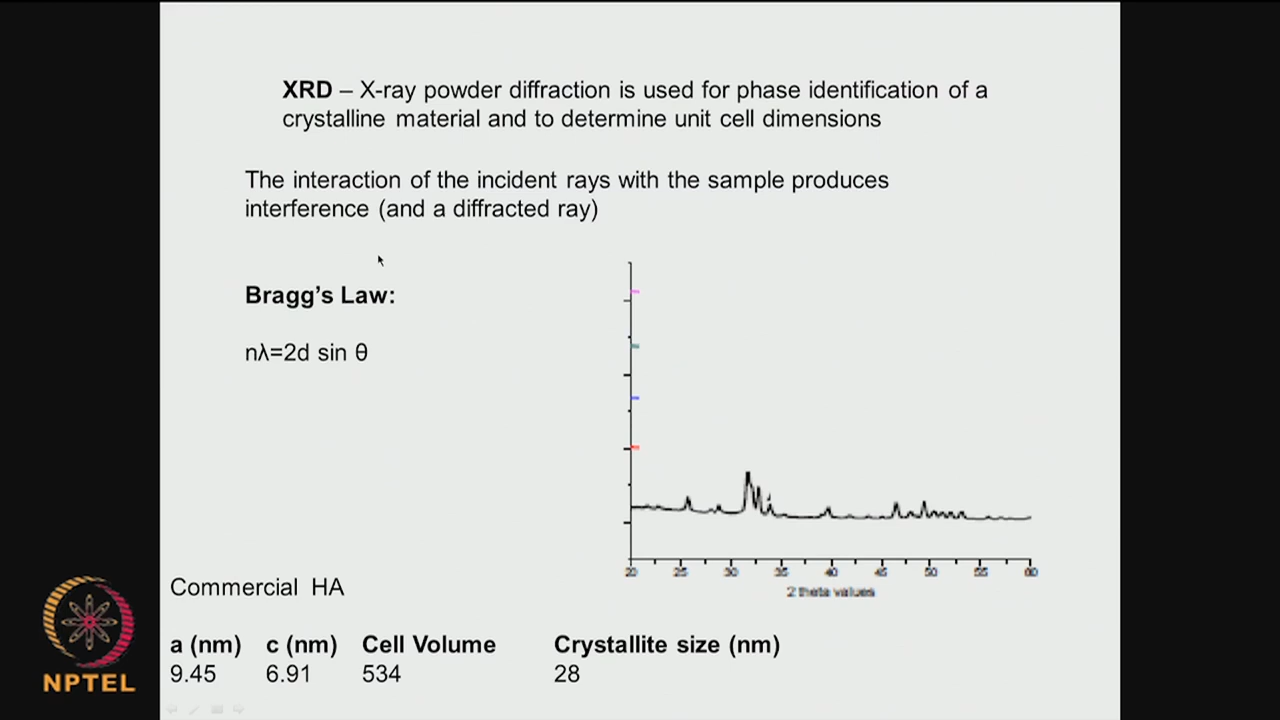 XRD – X-ray powder diffraction is used for phase identification of a
crystalline material and to determine unit cell dimensions
The interaction of the incident rays with the sample produces
interference (and a diffracted ray)
Bragg's Law:
nλ=2d sin θ
20 25 30 35 40 45 50 55 60
2 theta values
Commercial HA
a (nm) c (nm) Cell Volume Crystallite size (nm)
9.45 6.91 534 28
NPTEL